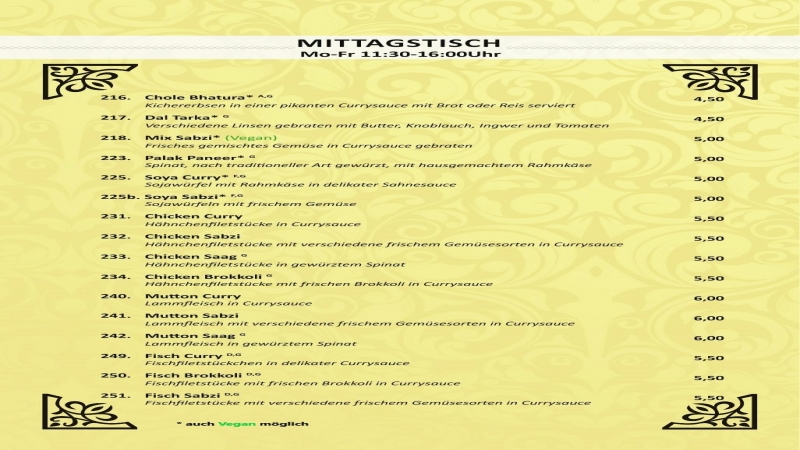 MITTAGSTISCH
Mo-Fr 11:30-16:00Uhr
216. Chole Bhatura* A,G 4,50
Kichererbsen in einer pikanten Currysauce mit Brot oder Reis serviert
217. Dal Tarka* G 4,50
Verschiedene Linsen gebraten mit Butter, Knoblauch, Ingwer und Tomaten
218. Mix Sabzi* (Vegan) 5,00
Frisches gemischtes Gemüse in Currysauce gebraten
223. Palak Paneer* G 5,00
Spinat, nach traditioneller Art gewürzt, mit hausgemachtem Rahmkäse
225. Soya Curry* F,G 5,00
Sojawürfel mit Rahmkäse in delikater Sahnesauce
225b. Soya Sabzi* F,G 5,00
Sojawürfeln mit frischem Gemüse
231. Chicken Curry 5,50
Hähnchenfiletstücke in Currysauce
232. Chicken Sabzi 5,50
Hähnchenfiletstücke mit verschiedene frischem Gemüsesorten in Currysauce
233. Chicken Saag G 5,50
Hähnchenfiletstücke in gewürztem Spinat
234. Chicken Brokkoli G 5,50
Hähnchenfiletstücke mit frischen Brokkoli in Currysauce
240. Mutton Curry 6,00
Lammfleisch in Currysauce
241. Mutton Sabzi 6,00
Lammfleisch mit verschiedene frischem Gemüsesorten in Currysauce
242. Mutton Saag G 6,00
Lammfleisch in gewürztem Spinat
249. Fisch Curry D,G 5,50
Fischfiletstückchen in delikater Currysauce
250. Fisch Brokkoli D,G 5,50
Fischfiletstücke mit frischen Brokkoli in Currysauce
251. Fisch Sabzi D,G 5,50
Fischfiletstücke mit verschiedene frischem Gemüsesorten in Currysauce
* auch Vegan möglich